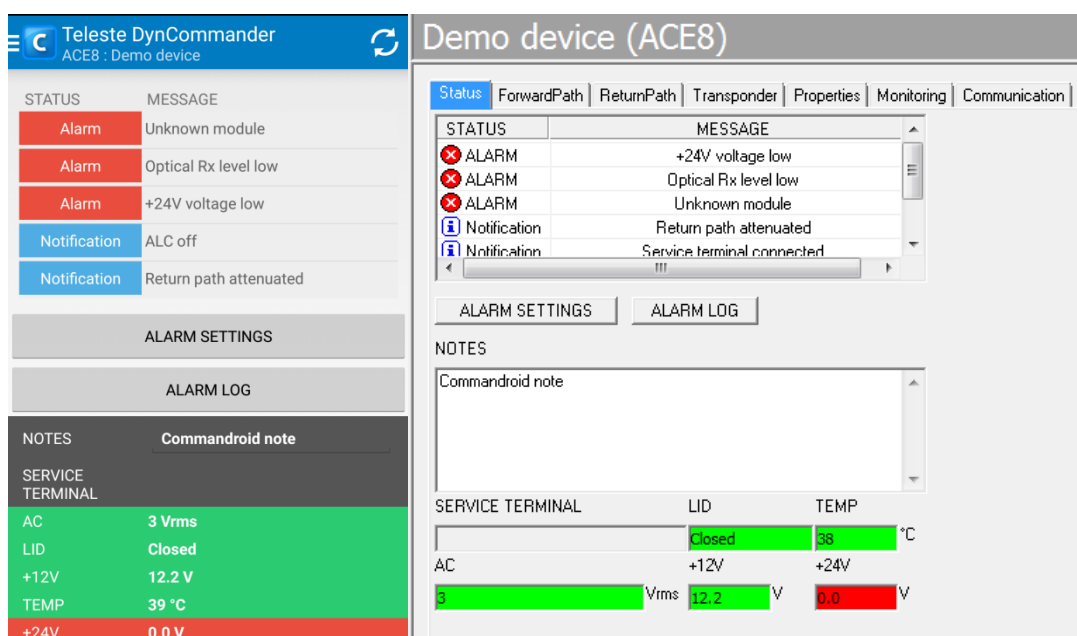 Teleste DynCommander
ACE8 : Demo device
STATUS MESSAGE
Alarm Unknown module
Alarm Optical Rx level low
Alarm +24V voltage low
Notification ALC off
Notification Return path attenuated
ALARM SETTINGS
ALARM LOG
NOTES Commandroid note
SERVICE
TERMINAL
AC 3 Vrms
LID Closed
+12V 12.2 V
TEMP 39 °C
+24V 0.0 V
Demo device (ACE8)
Status ForwardPath ReturnPath Transponder Properties Monitoring Communication
STATUS MESSAGE
ALARM +24V voltage low
ALARM Optical Rx level low
ALARM Unknown module
Notification Return path attenuated
Notification Service terminal connected
ALARM SETTINGS ALARM LOG
NOTES
Commandroid note
SERVICE TERMINAL LID TEMP
Closed 38 °C
AC +12V +24V
3 Vrms 12.2 V 0.0 V